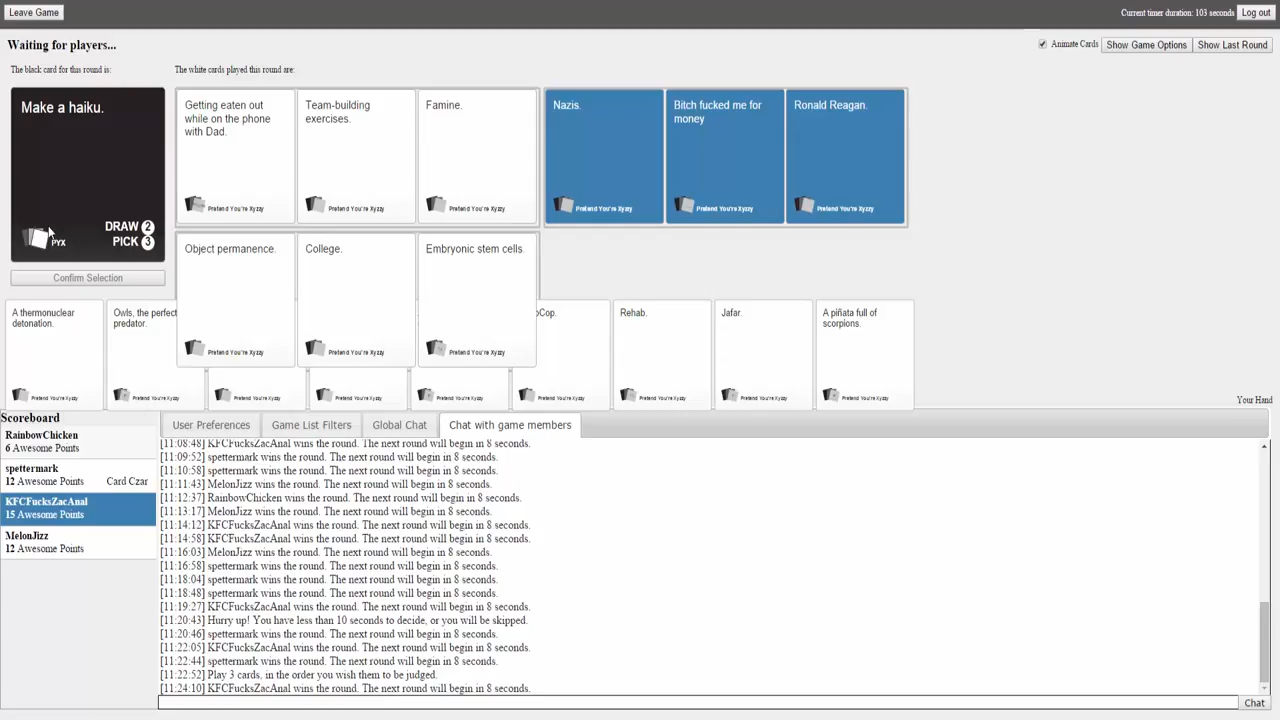 Leave Game
Current timer duration: 103 seconds
Log out
Waiting for players...
Animate Cards
Show Game Options
Show Last Round
The black card for this round is:
The white cards played this round are:
Make a haiku.
DRAW 2
PICK 3
PYX
Getting eaten out
while on the phone
with Dad.
Pretend You're Xyzzy
Team-building
exercises.
Pretend You're Xyzzy
Famine.
Pretend You're Xyzzy
Nazis.
Pretend You're Xyzzy
Bitch fucked me for
money
Pretend You're Xyzzy
Ronald Reagan.
Pretend You're Xyzzy
Object permanence.
Pretend You're Xyzzy
College.
Pretend You're Xyzzy
Embryonic stem cells.
Pretend You're Xyzzy
Confirm Selection
A thermonuclear
detonation.
Pretend You're Xyzzy
Owls, the perfect
predator.
Pretend You're Xyzzy
Pretend You're Xyzzy
Pretend You're Xyzzy
Pretend You're Xyzzy
oCop.
Pretend You're Xyzzy
Rehab.
Pretend You're Xyzzy
Jafar.
Pretend You're Xyzzy
A piñata full of
scorpions.
Pretend You're Xyzzy
Your Hand
Scoreboard
RainbowChicken
6 Awesome Points
spettermark
12 Awesome Points Card Czar
KFCFucksZacAnal
15 Awesome Points
MelonJizz
12 Awesome Points
User Preferences
Game List Filters
Global Chat
Chat with game members
[11:08:48] KFCFucksZacAnal wins the round. The next round will begin in 8 seconds.
[11:09:52] spettermark wins the round. The next round will begin in 8 seconds.
[11:10:58] spettermark wins the round. The next round will begin in 8 seconds.
[11:11:43] MelonJizz wins the round. The next round will begin in 8 seconds.
[11:12:37] RainbowChicken wins the round. The next round will begin in 8 seconds.
[11:13:17] MelonJizz wins the round. The next round will begin in 8 seconds.
[11:14:12] KFCFucksZacAnal wins the round. The next round will begin in 8 seconds.
[11:14:58] KFCFucksZacAnal wins the round. The next round will begin in 8 seconds.
[11:16:03] MelonJizz wins the round. The next round will begin in 8 seconds.
[11:16:58] spettermark wins the round. The next round will begin in 8 seconds.
[11:18:04] spettermark wins the round. The next round will begin in 8 seconds.
[11:18:48] spettermark wins the round. The next round will begin in 8 seconds.
[11:19:27] KFCFucksZacAnal wins the round. The next round will begin in 8 seconds.
[11:20:43] Hurry up! You have less than 10 seconds to decide, or you will be skipped.
[11:20:46] spettermark wins the round. The next round will begin in 8 seconds.
[11:22:05] KFCFucksZacAnal wins the round. The next round will begin in 8 seconds.
[11:22:44] spettermark wins the round. The next round will begin in 8 seconds.
[11:22:52] Play 3 cards, in the order you wish them to be judged.
[11:24:10] KFCFucksZacAnal wins the round. The next round will begin in 8 seconds.
Chat